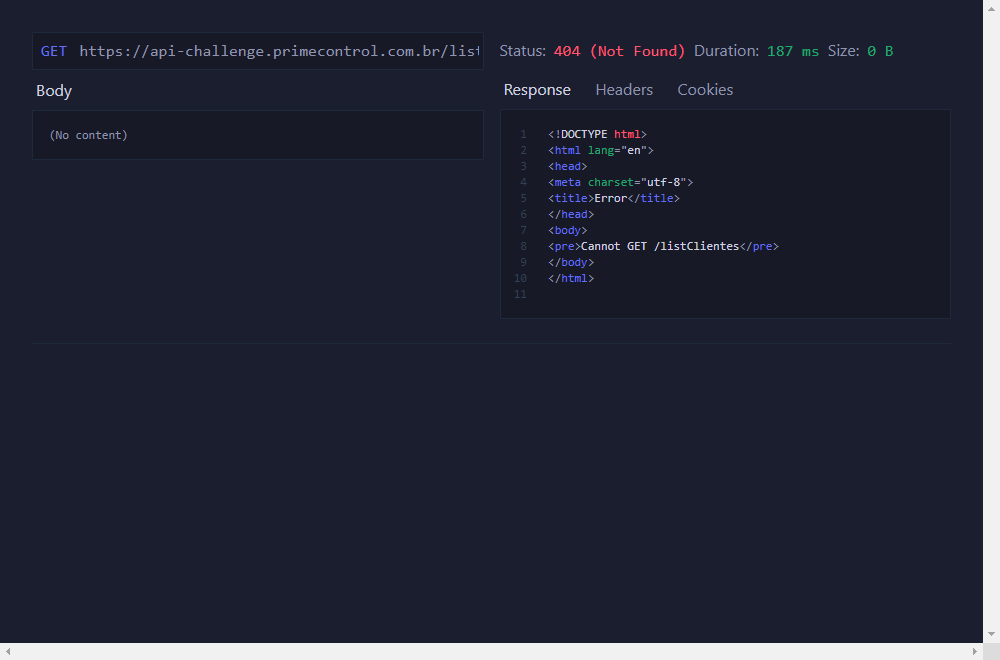 GET https://api-challenge.primecontrol.com.br/list
Status: 404 (Not Found) Duration: 187 ms Size: 0 B
Body
(No content)
Response Headers Cookies
1 <!DOCTYPE html>
2 <html lang="en">
3 <head>
4 <meta charset="utf-8">
5 <title>Error</title>
6 </head>
7 <body>
8 <pre>Cannot GET /listClientes</pre>
9 </body>
10 </html>
11